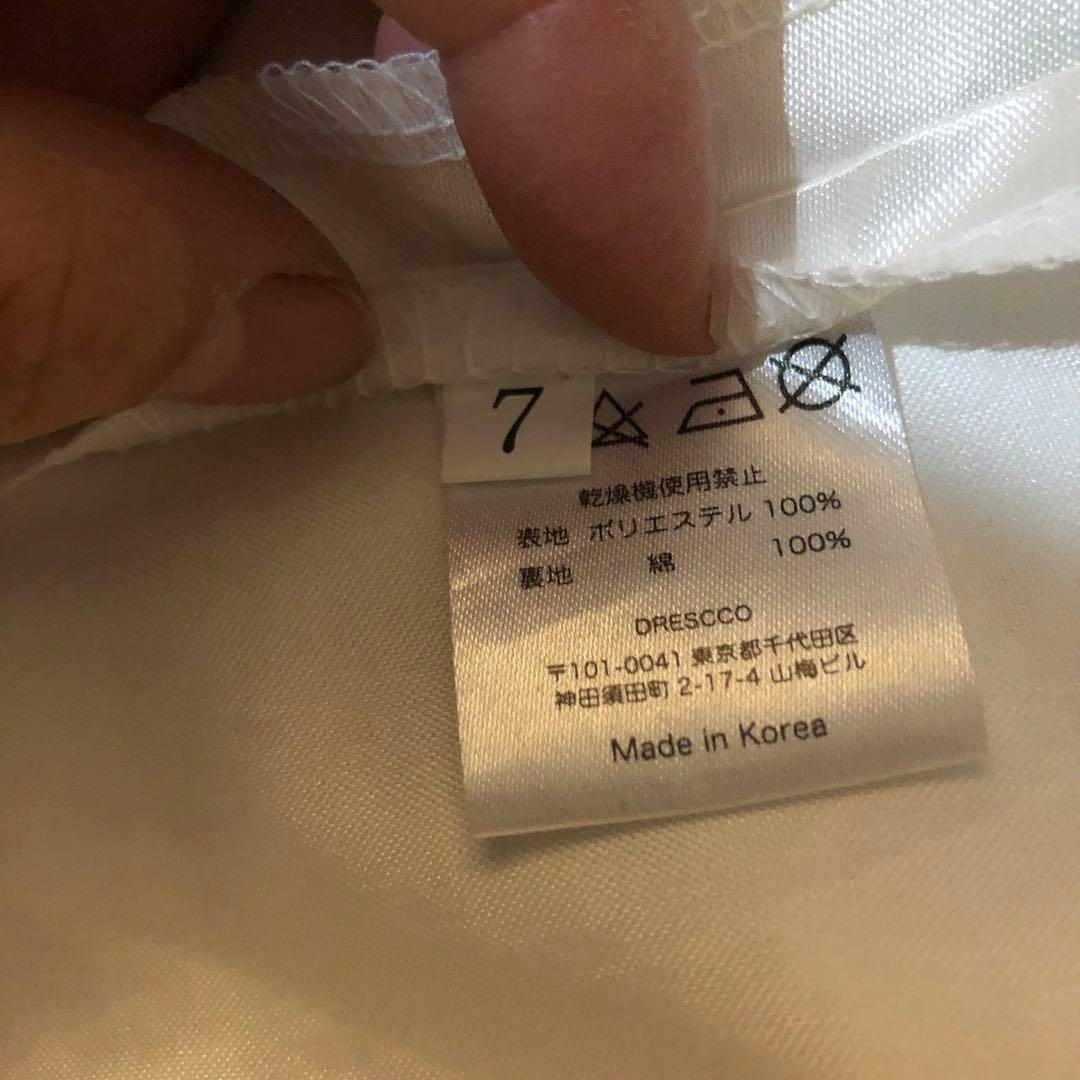 7
乾燥機使用禁止
表地 ポリエステル 100%
裏地 綿 100%
DRESCCO
〒101-0041 東京都千代田区
神田須田町 2-17-4 山梅ビル
Made in Korea